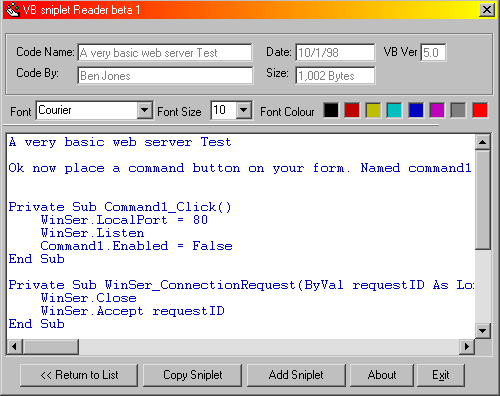 VB sniplet Reader beta 1
Code Name: A very basic web server Test Date: 10/1/98 VB Ver 5.0
Code By: Ben Jones Size: 1,002 Bytes
Font Courier Font Size 10 Font Colour
A very basic web server Test
Ok now place a command button on your form. Named command1
Private Sub Command1_Click()
WinSer.LocalPort = 80
WinSer.Listen
Command1.Enabled = False
End Sub
Private Sub WinSer_ConnectionRequest(ByVal requestID As Lo
WinSer.Close
WinSer.Accept requestID
End Sub
<< Return to List Copy Sniplet Add Sniplet About Exit